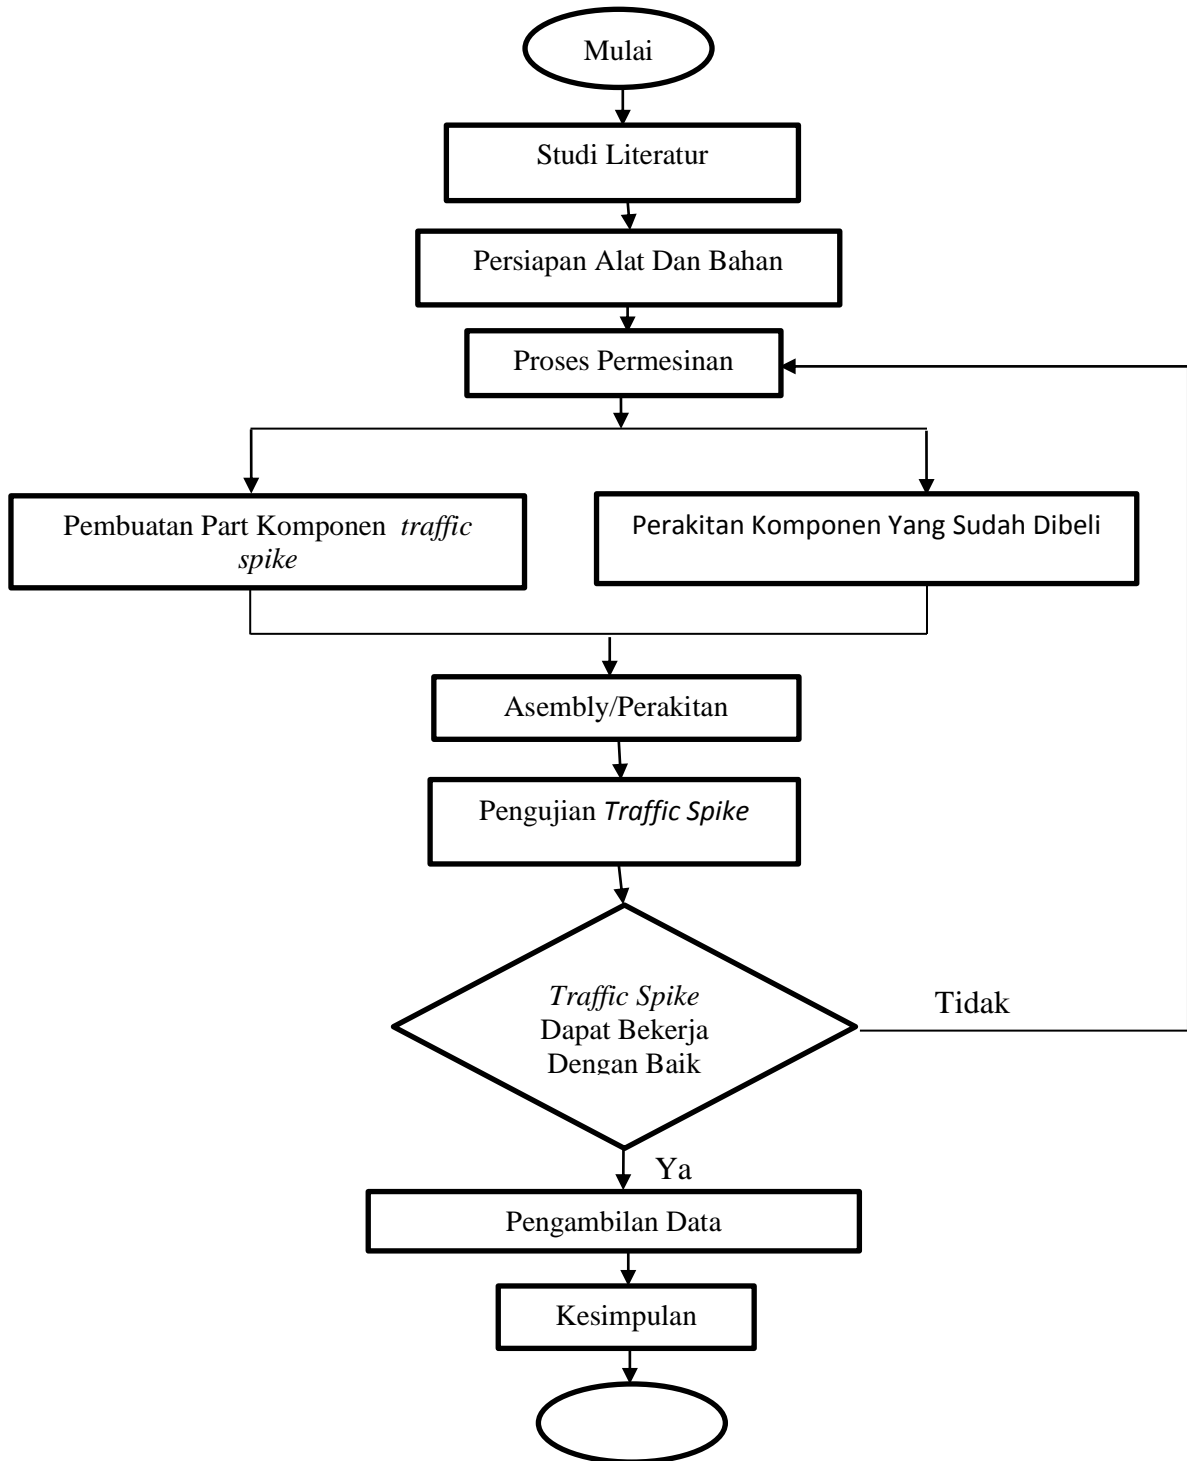 Mulai
Studi Literatur
Persiapan Alat Dan Bahan
Proses Permesinan
Pembuatan Part Komponen traffic
spike
Perakitan Komponen Yang Sudah Dibeli
Asembly/Perakitan
Pengujian Traffic Spike
Traffic Spike
Dapat Bekerja
Dengan Baik
Tidak
Ya
Pengambilan Data
Kesimpulan